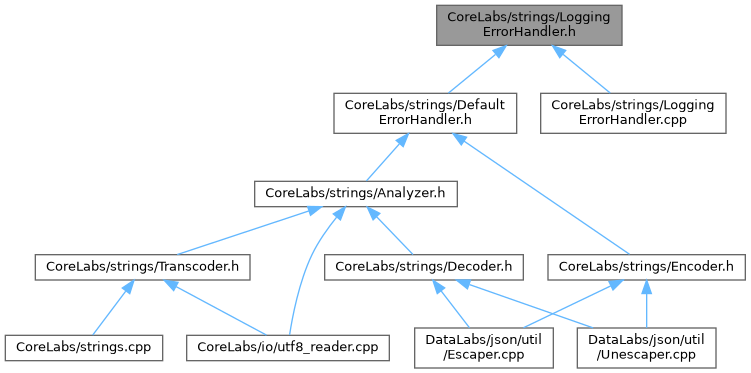 CoreLabs/strings/Logging
ErrorHandler.h
CoreLabs/strings/Default
ErrorHandler.h
CoreLabs/strings/Logging
ErrorHandler.cpp
CoreLabs/strings/Analyzer.h
CoreLabs/strings/Transcoder.h
CoreLabs/strings/Decoder.h
CoreLabs/strings/Encoder.h
CoreLabs/strings.cpp
CoreLabs/io/utf8_reader.cpp
DataLabs/json/util
/Escaper.cpp
DataLabs/json/util
/Unescaper.cpp